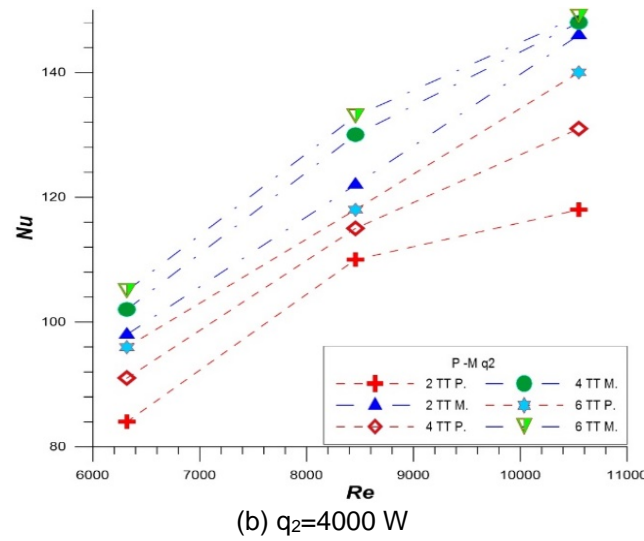 140
120
100
80
Nu
6000 7000 8000 9000 10000 11000
Re
P -M q2
2 TT P. 4 TT M.
2 TT M. 6 TT P.
4 TT P. 6 TT M.
(b) q₂=4000 W